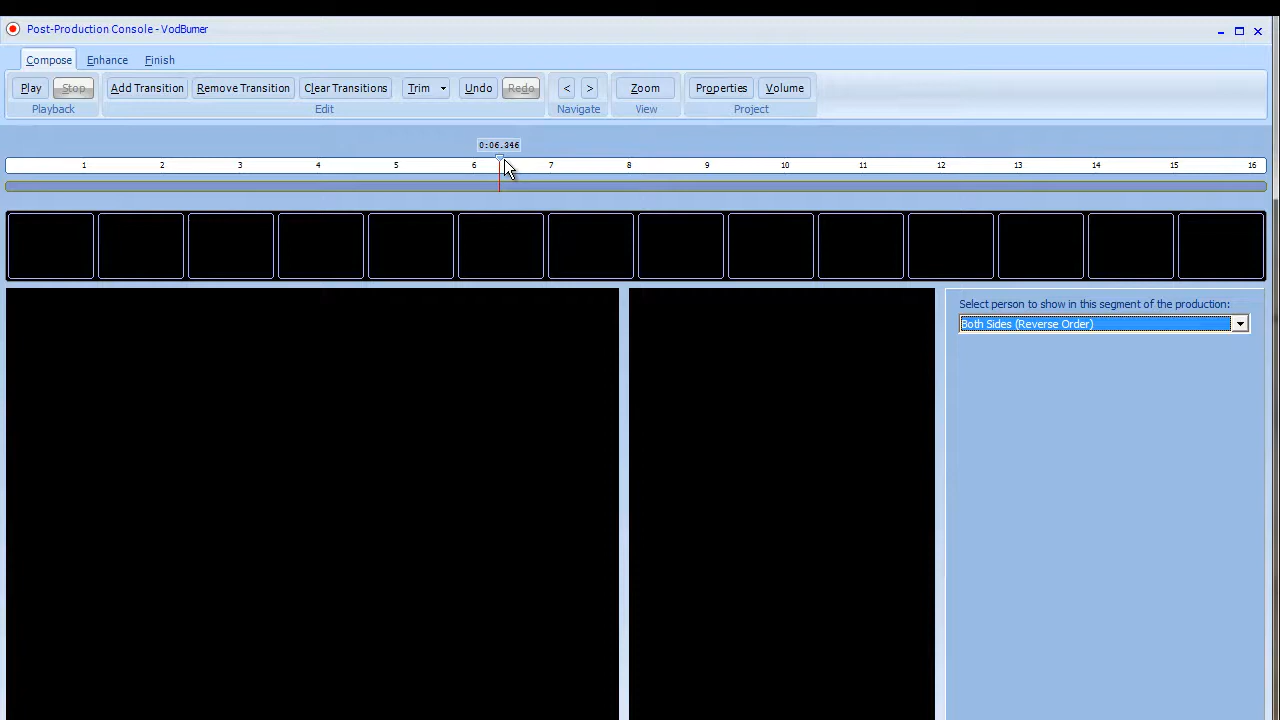 Post-Production Console - VodBurner
Compose Enhance Finish
Play Stop Add Transition Remove Transition Clear Transitions Trim Undo Redo < > Zoom Properties Volume
Playback Edit Navigate View Project
0:06.346
1 2 3 4 5 6 7 8 9 10 11 12 13 14 15 16
Select person to show in this segment of the production:
Both Sides (Reverse Order)